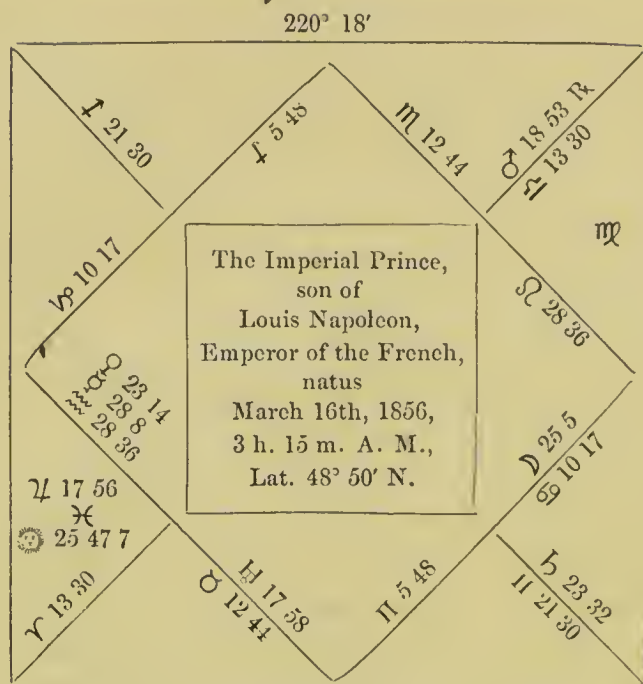 220° 18′
♐ 21 30
♐ 5 48
♏ 12 44
♂ 18 53 ℞
♎ 13 30
♍
♑ 10 17
♌ 28 36
The Imperial Prince,
son of
Louis Napoleon,
Emperor of the French,
natus
March 16th, 1856,
3 h. 15 m. A. M.,
Lat. 48° 50′ N.
♀ 23 14
☿ 28 8
♒ 28 36
☽ 25 5
♋ 10 17
♃ 17 56
♓
☉ 25 47 7
♈ 13 30
♅ 17 58
♉ 12 44
♊ 5 48
♄ 23 32
♊ 21 30